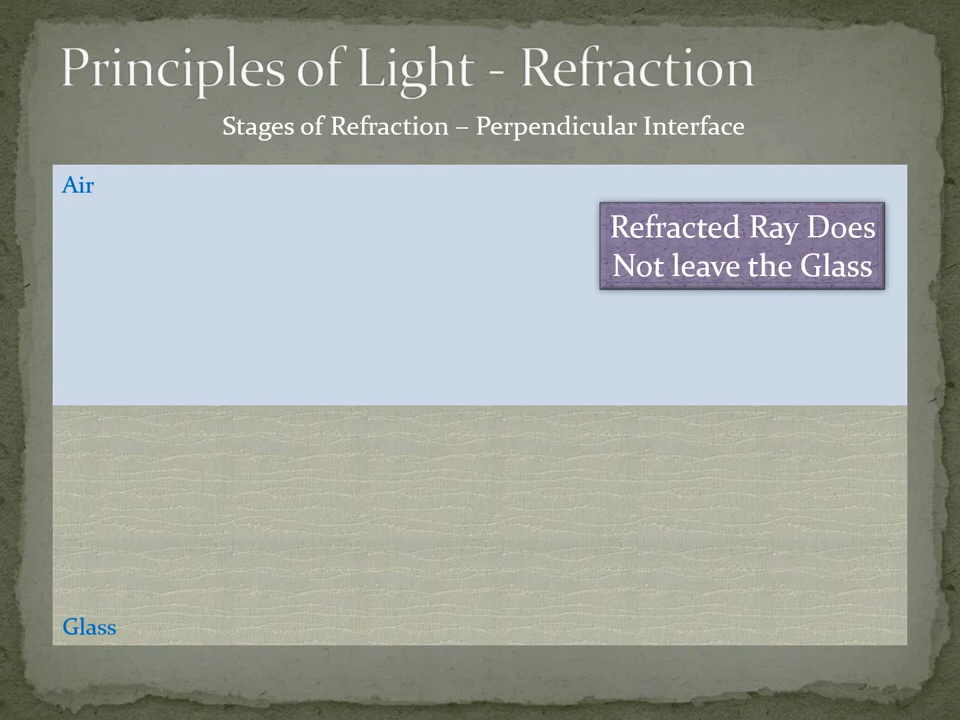 Principles of Light - Refraction
Stages of Refraction – Perpendicular Interface
Air
Refracted Ray Does
Not leave the Glass
Glass